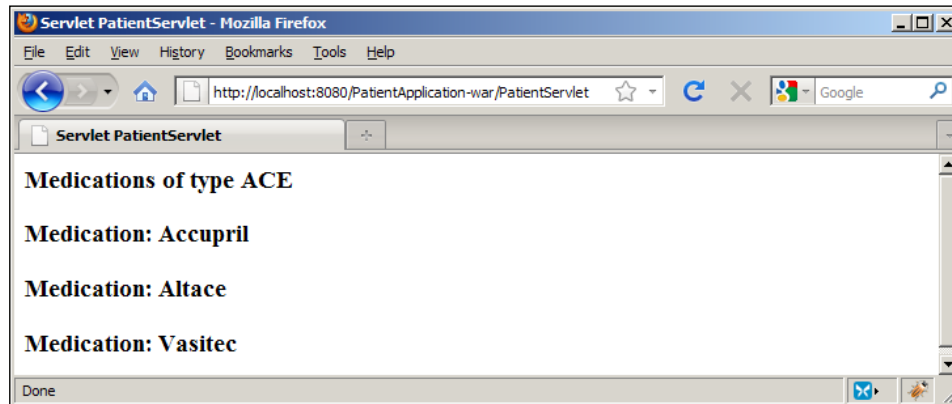 Servlet PatientServlet - Mozilla Firefox
File Edit View History Bookmarks Tools Help
http://localhost:8080/PatientApplication-war/PatientServlet Google
Servlet PatientServlet
Medications of type ACE
Medication: Accupril
Medication: Altace
Medication: Vasitec
Done